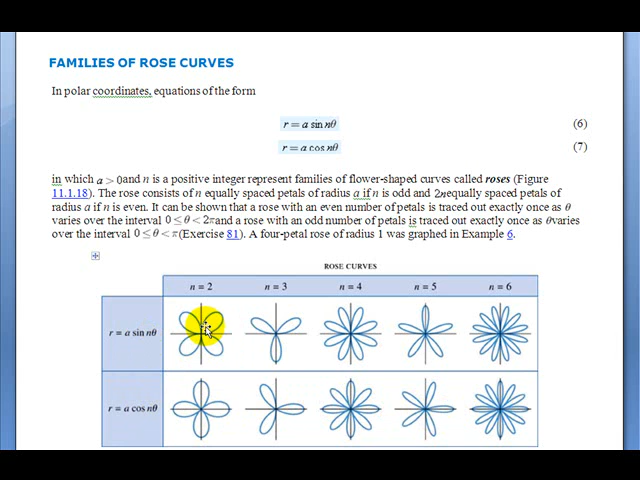 FAMILIES OF ROSE CURVES
In polar coordinates, equations of the form
r = a sin nθ (6)
r = a cos nθ (7)
in which a > 0and n is a positive integer represent families of flower-shaped curves called roses (Figure
11.1.18). The rose consists of n equally spaced petals of radius a if n is odd and 2nequally spaced petals of
radius a if n is even. It can be shown that a rose with an even number of petals is traced out exactly once as θ
varies over the interval 0 ≤ θ < 2πand a rose with an odd number of petals is traced out exactly once as θvaries
over the interval 0 ≤ θ < π(Exercise 81). A four-petal rose of radius 1 was graphed in Example 6.
ROSE CURVES
n = 2 n = 3 n = 4 n = 5 n = 6
r = a sin nθ
r = a cos nθ